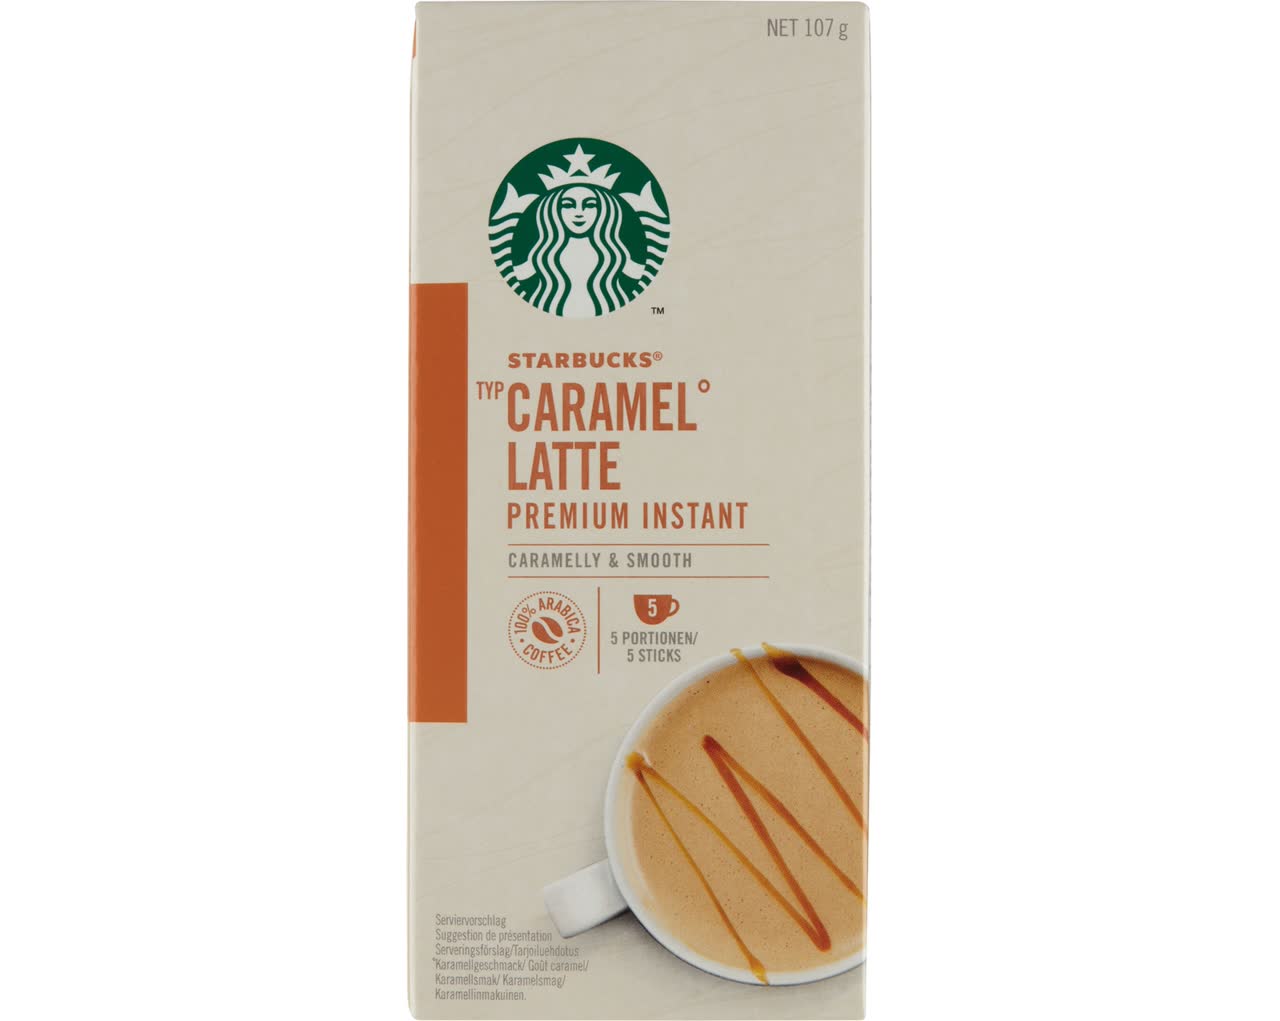 NET 107 g
TM
STARBUCKS®
TYP CARAMEL°
LATTE
PREMIUM INSTANT
CARAMELLY & SMOOTH
100% ARABICA COFFEE
5
5 PORTIONEN/
5 STICKS
Serviervorschlag
Suggestion de présentation
Serveringsförslag/Tarjoiluehdotus
°Karamellgeschmack/ Goût caramel/
Karamellsmak/ Karamelsmag/
Karamellinmakuinen.